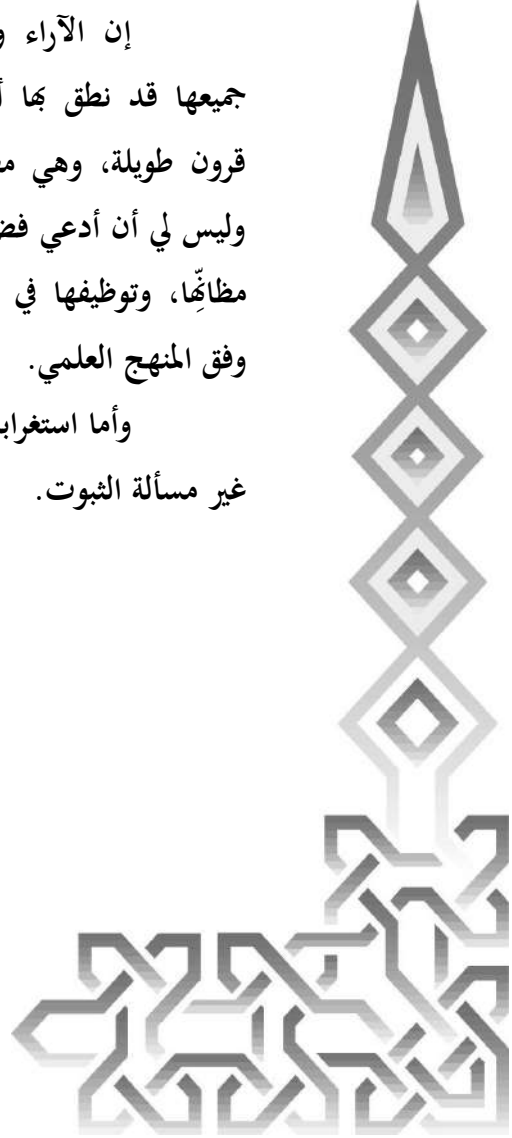 إن الآراء و
جميعها قد نطق بها أ
قرون طويلة، وهي مع
وليس لي أن أدعي فض
مظانِّها، وتوظيفها في
وفق المنهج العلمي.
وأما استغراب
غير مسألة الثبوت.